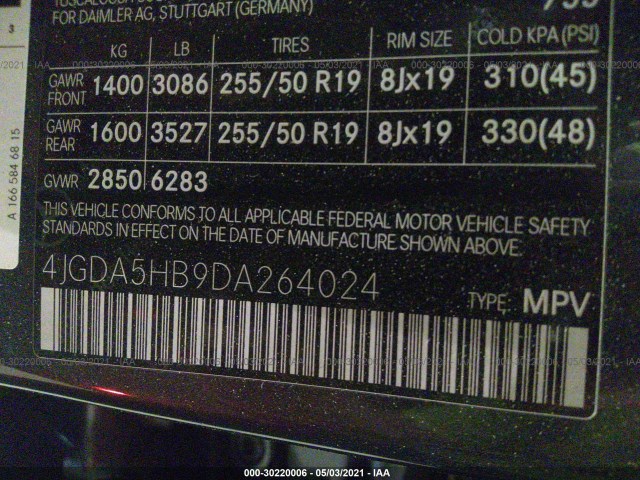 FOR DAIMLER AG, STUTTGART (GERMANY)
KG LB TIRES RIM SIZE COLD KPA (PSI)
GAWR FRONT 1400 3086 255/50 R19 8Jx19 310(45)
GAWR REAR 1600 3527 255/50 R19 8Jx19 330(48)
GVWR 2850 6283
THIS VEHICLE CONFORMS TO ALL APPLICABLE FEDERAL MOTOR VEHICLE SAFETY
STANDARDS IN EFFECT ON THE DATE OF MANUFACTURE SHOWN ABOVE.
4JGDA5HB9DA264024 TYPE: MPV
A 166 584 68 15
3
000-30220006 - 05/03/2021 - IAA